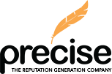 precise
THE REPUTATION GENERATION COMPANY